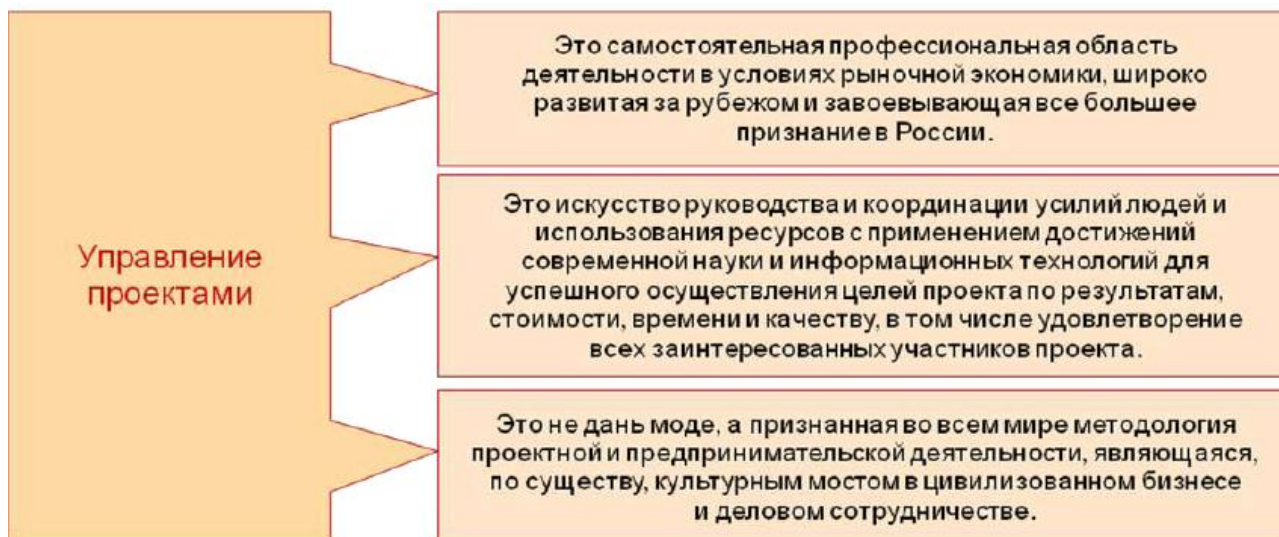 Управление
проектами
Это самостоятельная профессиональная область
деятельности в условиях рыночной экономики, широко
развитая за рубежом и завоевывающая все большее
признание в России.
Это искусство руководства и координации усилий людей и
использования ресурсов с применением достижений
современной науки и информационных технологий для
успешного осуществления целей проекта по результатам,
стоимости, времени и качеству, в том числе удовлетворение
всех заинтересованных участников проекта.
Это не дань моде, а признанная во всем мире методология
проектной и предпринимательской деятельности, являющаяся,
по существу, культурным мостом в цивилизованном бизнесе
и деловом сотрудничестве.